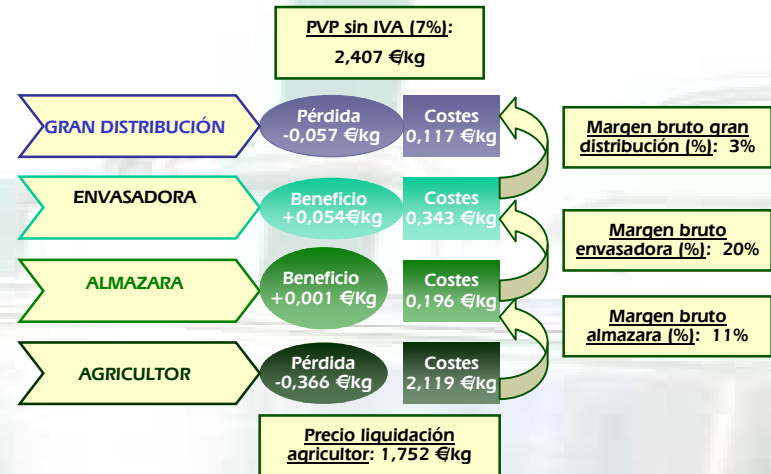 PVP sin IVA (7%):
2,407 €/kg
GRAN DISTRIBUCIÓN
Pérdida
-0,057 €/kg
Costes
0,117 €/kg
Margen bruto gran
distribución (%): 3%
ENVASADORA
Beneficio
+0,054€/kg
Costes
0,343 €/kg
Margen bruto
envasadora (%): 20%
ALMAZARA
Beneficio
+0,001 €/Kg
Costes
0,196 €/kg
Margen bruto
almazara (%): 11%
AGRICULTOR
Pérdida
-0,366 €/kg
Costes
2,119 €/kg
Precio liquidación
agricultor: 1,752 €/kg